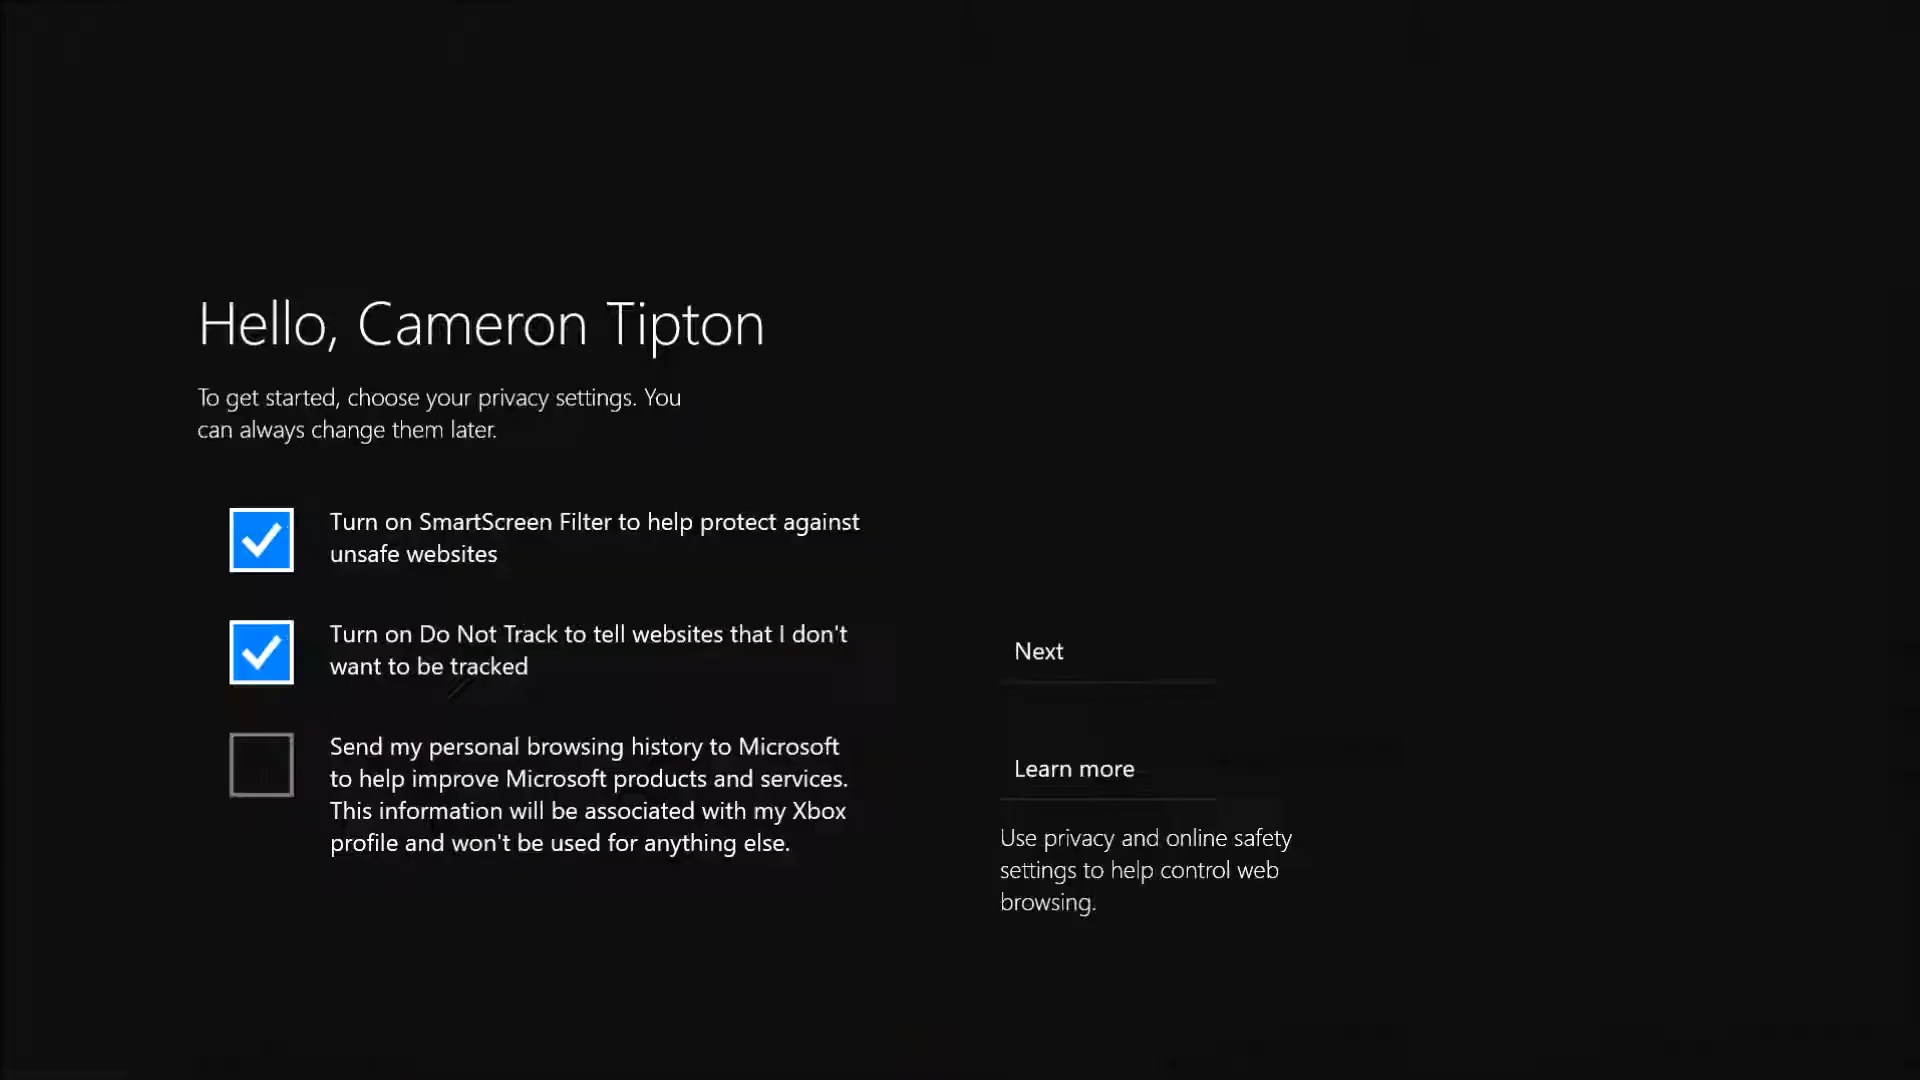 Hello, Cameron Tipton
To get started, choose your privacy settings. You
can always change them later.
Turn on SmartScreen Filter to help protect against
unsafe websites
Turn on Do Not Track to tell websites that I don't
want to be tracked
Send my personal browsing history to Microsoft
to help improve Microsoft products and services.
This information will be associated with my Xbox
profile and won't be used for anything else.
Next
Learn more
Use privacy and online safety
settings to help control web
browsing.